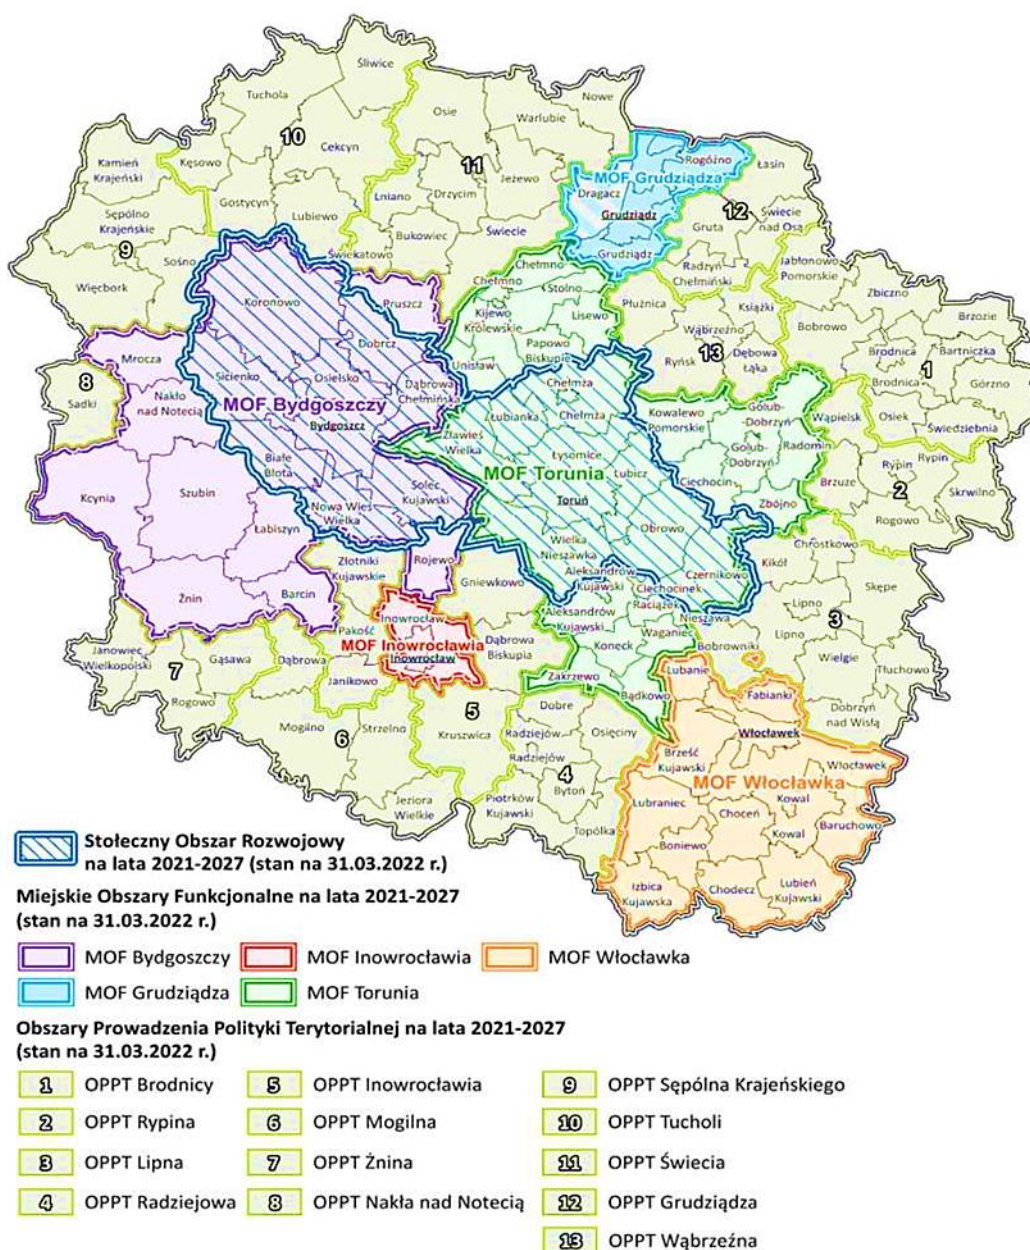 Śliwice
Tuchola
Nowe
Osie
Warlubie
10
Cekcyn
Rogóźno
Łasin
Kamień
Krajeński
Kęsowo
11
MOF Grudziądza
Lniano
Drzycim
Jeżewo
Dragacz
Gostycyn
Lubiewo
Grudziądz
12
Świecie
nad Osą
Sępólno
Krajeńskie
Bukowiec
Świecie
Gruta
9
Sośno
Świekatowo
Grudziądz
Radzyń
Chełmiński
Jabłonowo
Pomorskie
Więcbork
Chełmno
Chełmno
Stolno
Zbiczno
Koronowo
Pruszcz
Płużnica
Książki
Brzozie
Kijewo
Królewskie
Lisewo
Bobrowo
Mrocza
Dobrcz
Papowo
Biskupie
Wąbrzeźno
13
Ryńsk
Dębowa
Łąka
Brodnica
Bartniczka
1
8
Sadki
Sicienko
Osielsko
Unisław
Brodnica
Górzno
Nakło
nad Notecią
MOF Bydgoszczy
Dąbrowa
Chełmińska
Chełmża
Chełmża
Osiek
Świedziebnia
Bydgoszcz
Łubianka
Kowalewo
Pomorskie
Golub-
Dobrzyń
Wąpielsk
Zławieś
Wielka
Łysomice
Golub-
Dobrzyń
Radomin
Rypin
Rypin
Białe
Błota
MOF Torunia
Lubicz
Ciechocin
Brzuze
2
Skrwilno
Kcynia
Szubin
Solec
Kujawski
Toruń
Zbójno
Rogowo
Nowa Wieś
Wielka
Obrowo
Łabiszyn
Wielka
Nieszawka
Chrostkowo
Złotniki
Kujawskie
Rojewo
Aleksandrów
Kujawski
Czernikowo
Kikół
Żnin
Barcin
Gniewkowo
Ciechocinek
Raciążek
Skępe
Inowrocław
Aleksandrów
Kujawski
Nieszawa
Lipno
3
Pakość
Waganiec
Lipno
MOF Inowrocławia
Dąbrowa
Biskupia
Koneck
Bobrowniki
Janowiec
Wielkopolski
7
Gąsawa
Dąbrowa
Inowrocław
Wielgie
Janikowo
Zakrzewo
Lubanie
Tłuchowo
Rogowo
Bądkowo
Fabianki
5
Dobre
Dobrzyń
nad Wisłą
Mogilno
Strzelno
Kruszwica
Radziejów
Osięciny
Włocławek
6
Radziejów
Brześć
Kujawski
Włocławek
4
Bytoń
MOF Włocławka
Jeziora
Wielkie
Piotrków
Kujawski
Lubraniec
Kowal
Topólka
Choceń
Kowal
Baruchowo
Boniewo
Izbica
Kujawska
Chodecz
Lubień
Kujawski
Stołeczny Obszar Rozwojowy
na lata 2021-2027 (stan na 31.03.2022 r.)
Miejskie Obszary Funkcjonalne na lata 2021-2027
(stan na 31.03.2022 r.)
MOF Bydgoszczy
MOF Inowrocławia
MOF Włocławka
MOF Grudziądza
MOF Torunia
Obszary Prowadzenia Polityki Terytorialnej na lata 2021-2027
(stan na 31.03.2022 r.)
1 OPPT Brodnicy
5 OPPT Inowrocławia
9 OPPT Sępólna Krajeńskiego
2 OPPT Rypina
6 OPPT Mogilna
10 OPPT Tucholi
3 OPPT Lipna
7 OPPT Żnina
11 OPPT Świecia
4 OPPT Radziejowa
8 OPPT Nakła nad Notecią
12 OPPT Grudziądza
13 OPPT Wąbrzeźna